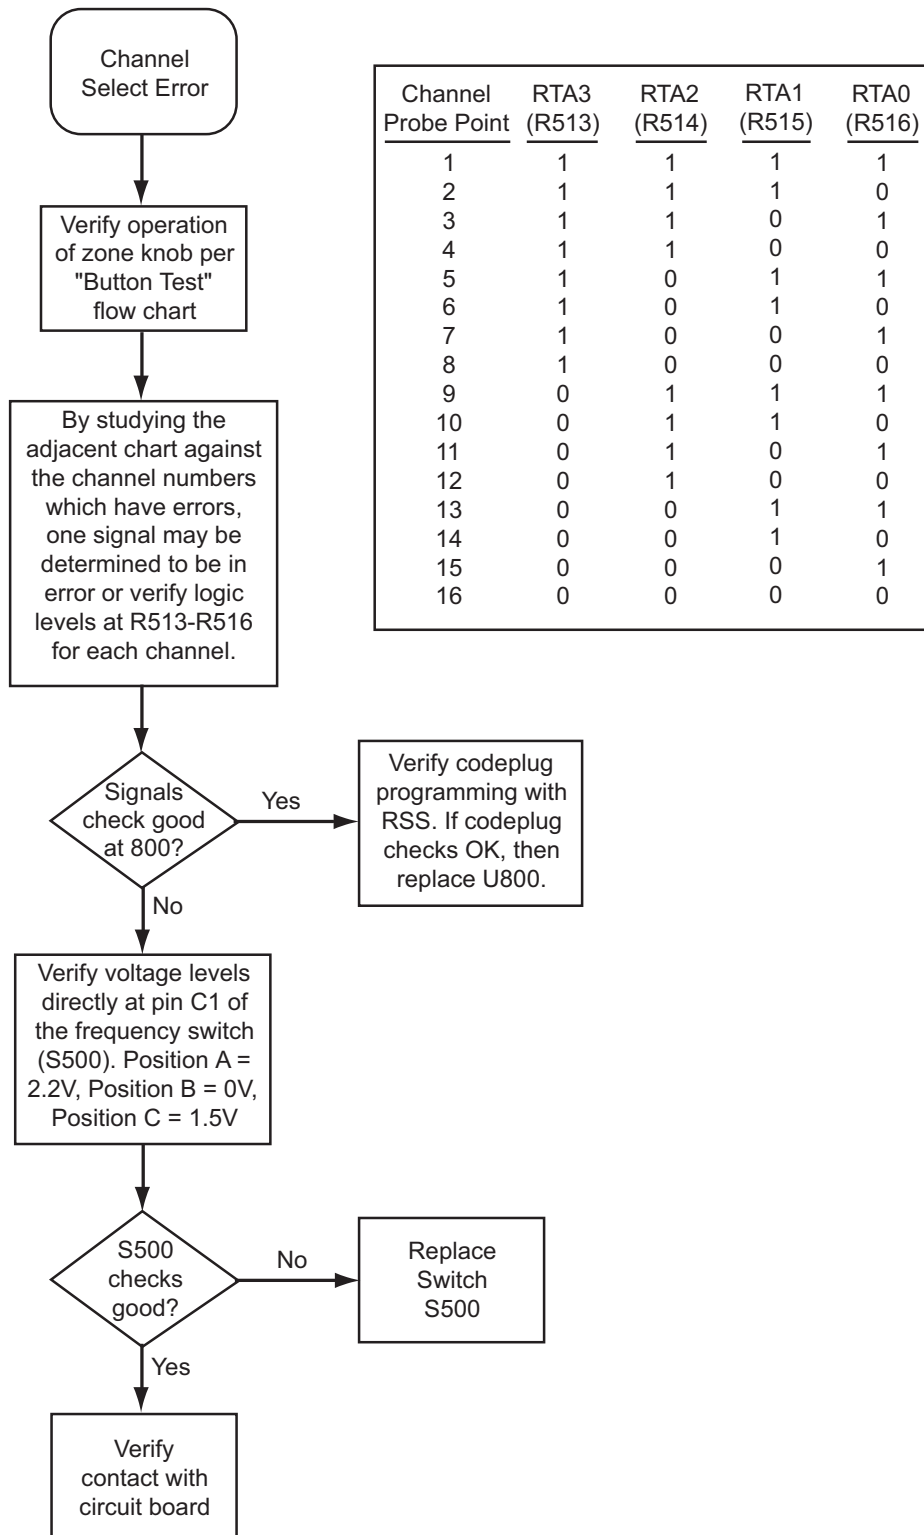 Channel
Select Error
Verify operation
of zone knob per
"Button Test"
flow chart
By studying the
adjacent chart against
the channel numbers
which have errors,
one signal may be
determined to be in
error or verify logic
levels at R513-R516
for each channel.
Channel RTA3 RTA2 RTA1 RTA0
Probe Point (R513) (R514) (R515) (R516)
1 1 1 1 1
2 1 1 1 0
3 1 1 0 1
4 1 1 0 0
5 1 0 1 1
6 1 0 1 0
7 1 0 0 1
8 1 0 0 0
9 0 1 1 1
10 0 1 1 0
11 0 1 0 1
12 0 1 0 0
13 0 0 1 1
14 0 0 1 0
15 0 0 0 1
16 0 0 0 0
Signals
check good
at 800?
Yes
Verify codeplug
programming with
RSS. If codeplug
checks OK, then
replace U800.
No
Verify voltage levels
directly at pin C1 of
the frequency switch
(S500). Position A =
2.2V, Position B = 0V,
Position C = 1.5V
S500
checks
good?
No
Replace
Switch
S500
Yes
Verify
contact with
circuit board